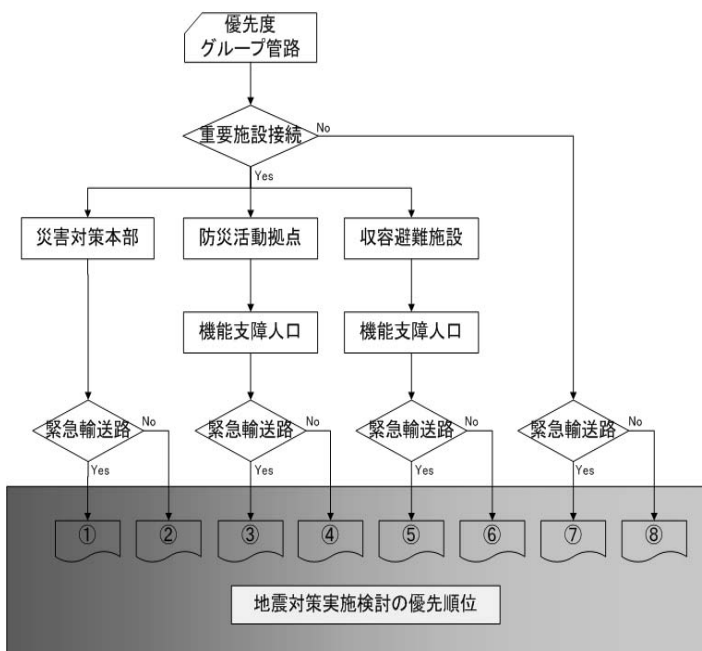 優先度
グループ管路
重要施設接続
No
Yes
災害対策本部
防災活動拠点
収容避難施設
機能支障人口
機能支障人口
緊急輸送路
No
緊急輸送路
No
緊急輸送路
No
緊急輸送路
No
Yes
Yes
Yes
Yes
①
②
③
④
⑤
⑥
⑦
⑧
地震対策実施検討の優先順位